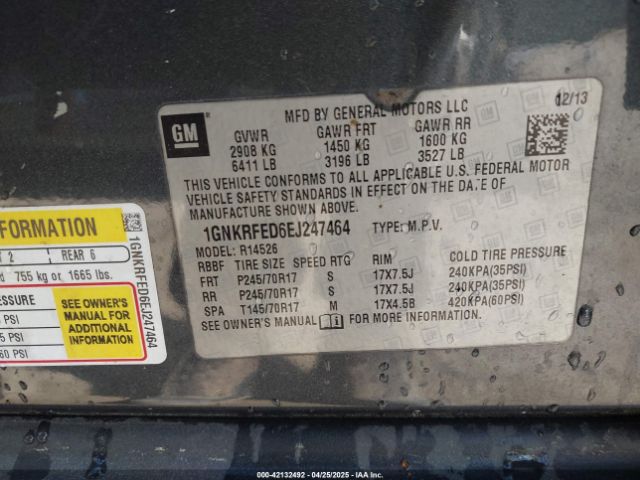 GM
MFD BY GENERAL MOTORS LLC
12/13
GVWR GAWR FRT GAWR RR
2908 KG 1450 KG 1600 KG
6411 LB 3196 LB 3527 LB
THIS VEHICLE CONFORMS TO ALL APPLICABLE U.S. FEDERAL MOTOR
VEHICLE SAFETY STANDARDS IN EFFECT ON THE DATE OF
MANUFACTURE SHOWN ABOVE.
1GNKRFED6EJ247464 TYPE: M.P.V.
MODEL: R14526
RBBF TIRE SIZE SPEED RTG RIM COLD TIRE PRESSURE
FRT P245/70R17 S 17X7.5J 240KPA(35PSI)
RR P245/70R17 S 17X7.5J 240KPA(35PSI)
SPA T145/70R17 M 17X4.5B 420KPA(60PSI)
SEE OWNER'S MANUAL FOR MORE INFORMATION.
FORMATION
2 REAR 6
755 kg or 1665 lbs.
SEE OWNER'S
MANUAL FOR
ADDITIONAL
INFORMATION
PSI
5 PSI
60 PSI
1GNKRFED6EJ247464
000-42132492 - 04/25/2025 - IAAI.COM